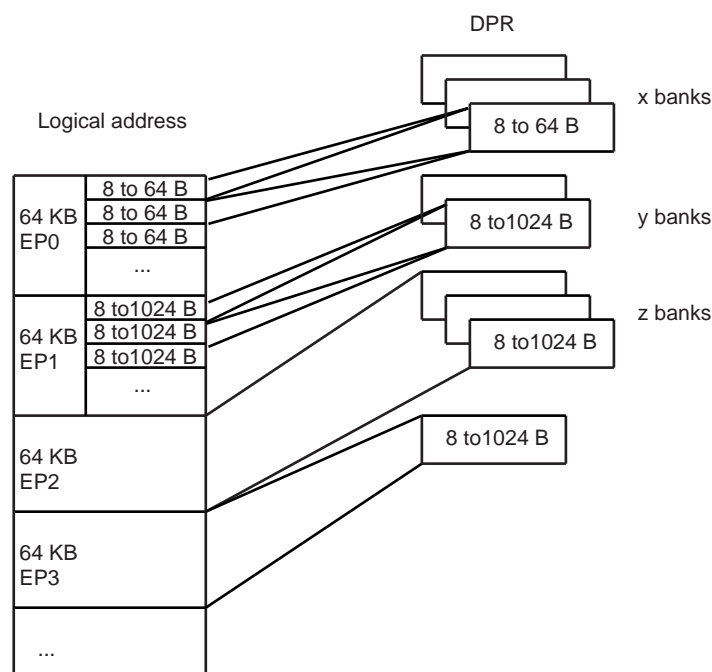 DPR
x banks
8 to 64 B
Logical address
64 KB
EP0
8 to 64 B
8 to 64 B
8 to 64 B
...
8 to1024 B
y banks
64 KB
EP1
8 to1024 B
8 to1024 B
8 to1024 B
...
z banks
8 to1024 B
64 KB
EP2
8 to1024 B
64 KB
EP3
...